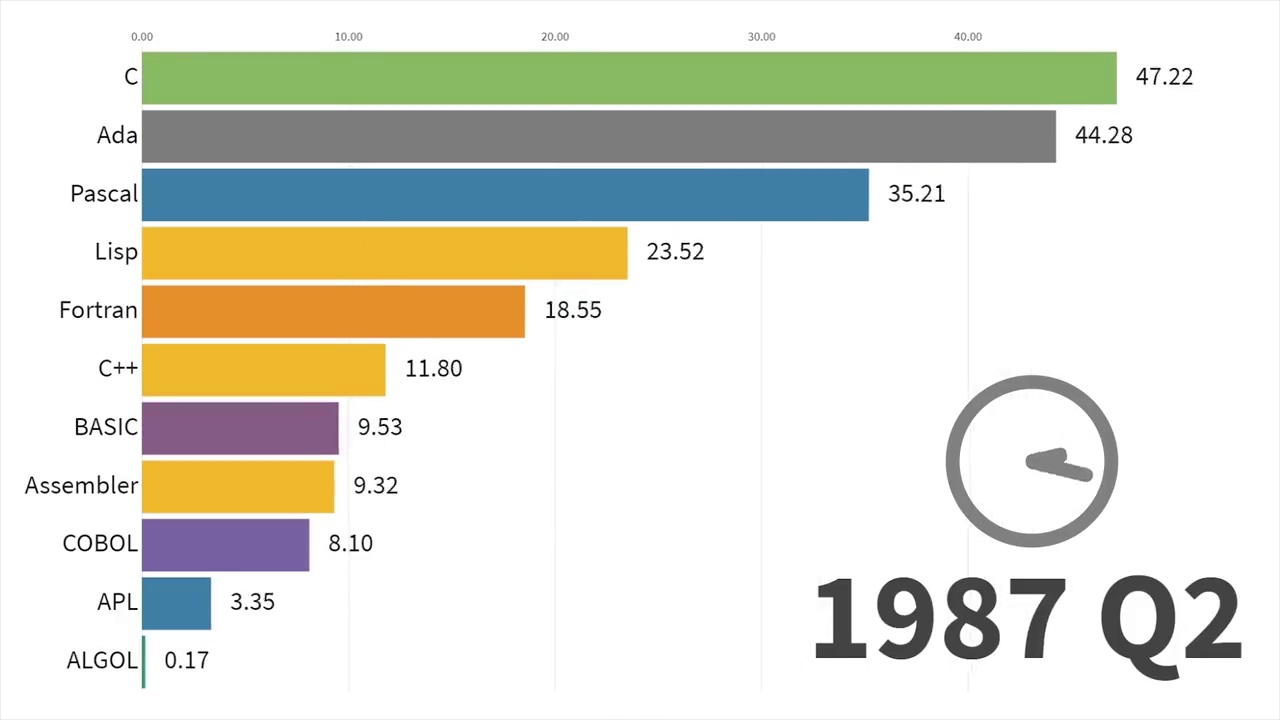 0.00 10.00 20.00 30.00 40.00
C 47.22
Ada 44.28
Pascal 35.21
Lisp 23.52
Fortran 18.55
C++ 11.80
BASIC 9.53
Assembler 9.32
COBOL 8.10
APL 3.35
ALGOL 0.17
1987 Q2